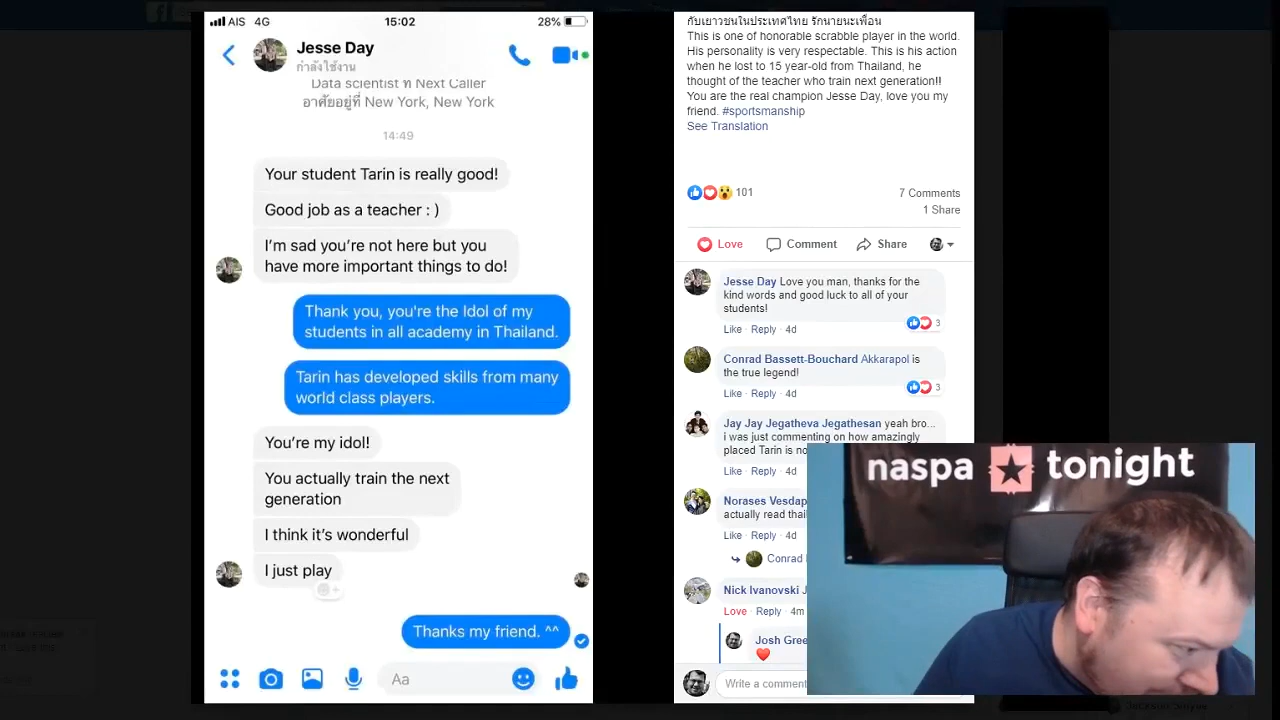 AIS 4G 15:02 28%
Jesse Day
กำลังใช้งาน
Data scientist ที่ Next Caller
อาศัยอยู่ที่ New York, New York
14:49
Your student Tarin is really good!
Good job as a teacher : )
I'm sad you're not here but you
have more important things to do!
Thank you, you're the Idol of my
students in all academy in Thailand.
Tarin has developed skills from many
world class players.
You're my idol!
You actually train the next
generation
I think it's wonderful
I just play
Thanks my friend. ^^
Aa
กับเยาวชนในประเทศไทย รักนายนะเพื่อน
This is one of honorable scrabble player in the world.
His personality is very respectable. This is his action
when he lost to 15 year-old from Thailand, he
thought of the teacher who train next generation!!
You are the real champion Jesse Day, love you my
friend. #sportsmanship
See Translation
101 7 Comments
1 Share
Love Comment Share
Jesse Day Love you man, thanks for the
kind words and good luck to all of your
students!
3
Like · Reply · 4d
Conrad Bassett-Bouchard Akkarapol is
the true legend!
3
Like · Reply · 4d
Jay Jay Jegatheva Jegathesan yeah bro...
i was just commenting on how amazingly
placed Tarin is
Like · Reply · 4d
Norases
actually read
Like · Reply · 4d
Conrad
Nick Ivanovski
Love · Reply · 4m
Josh
Write a comment
naspa tonight